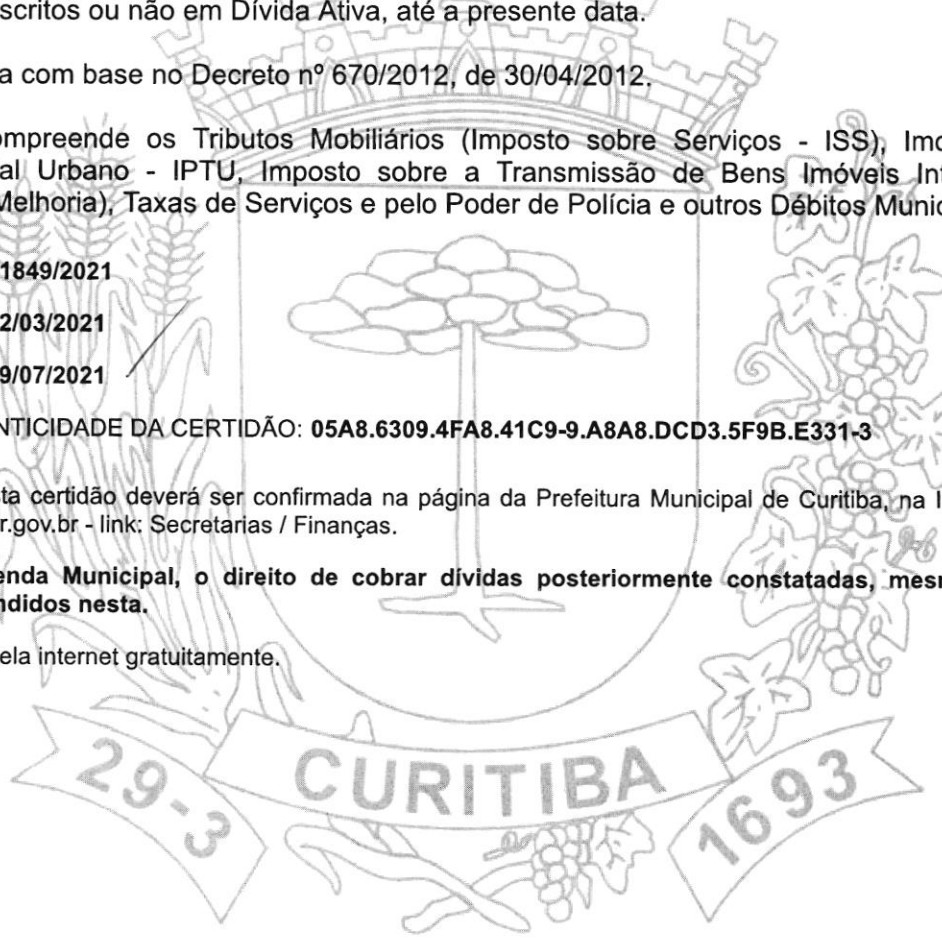 scritos ou não em Dívida Ativa, até a presente data.
a com base no Decreto nº 670/2012, de 30/04/2012.
ompreende os Tributos Mobiliários (Imposto sobre Serviços - ISS), Imo
al Urbano - IPTU, Imposto sobre a Transmissão de Bens Imóveis Int
Melhoria), Taxas de Serviços e pelo Poder de Polícia e outros Débitos Munic
1849/2021
2/03/2021
9/07/2021
NTICIDADE DA CERTIDÃO: 05A8.6309.4FA8.41C9-9.A8A8.DCD3.5F9B.E331-3
ta certidão deverá ser confirmada na página da Prefeitura Municipal de Curitiba, na I
r.gov.br - link: Secretarias / Finanças.
enda Municipal, o direito de cobrar dívidas posteriormente constatadas, mesr
ndidos nesta.
ela internet gratuitamente.
29-3 CURITIBA 1693